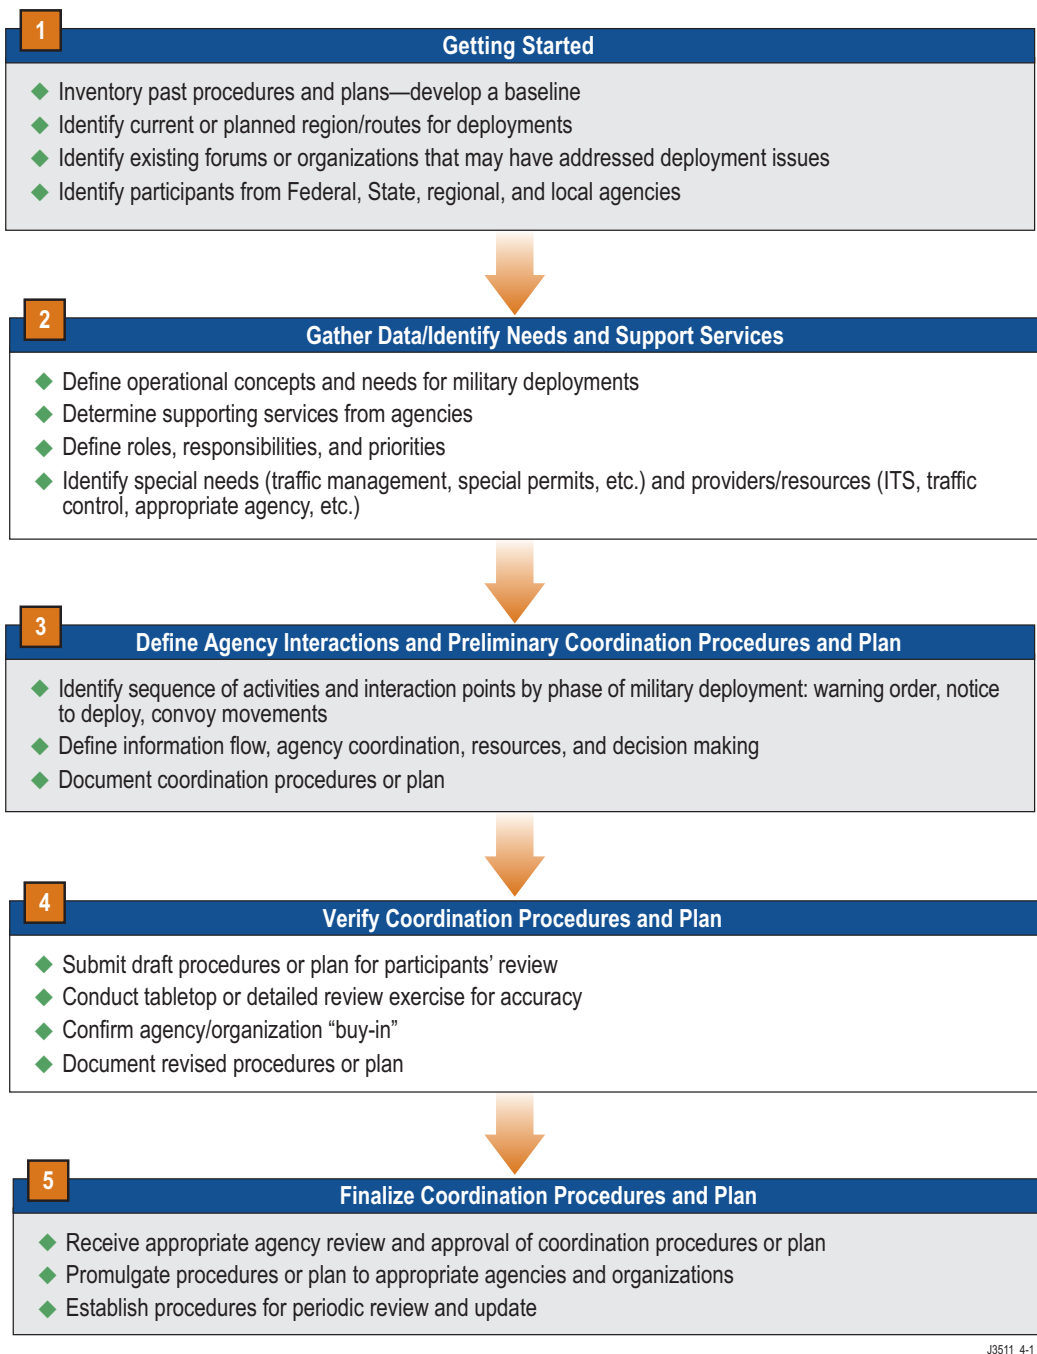 1
Getting Started
Inventory past procedures and plans—develop a baseline
Identify current or planned region/routes for deployments
Identify existing forums or organizations that may have addressed deployment issues
Identify participants from Federal, State, regional, and local agencies
2
Gather Data/Identify Needs and Support Services
Define operational concepts and needs for military deployments
Determine supporting services from agencies
Define roles, responsibilities, and priorities
Identify special needs (traffic management, special permits, etc.) and providers/resources (ITS, traffic
control, appropriate agency, etc.)
3
Define Agency Interactions and Preliminary Coordination Procedures and Plan
Identify sequence of activities and interaction points by phase of military deployment: warning order, notice
to deploy, convoy movements
Define information flow, agency coordination, resources, and decision making
Document coordination procedures or plan
4
Verify Coordination Procedures and Plan
Submit draft procedures or plan for participants’ review
Conduct tabletop or detailed review exercise for accuracy
Confirm agency/organization “buy-in”
Document revised procedures or plan
5
Finalize Coordination Procedures and Plan
Receive appropriate agency review and approval of coordination procedures or plan
Promulgate procedures or plan to appropriate agencies and organizations
Establish procedures for periodic review and update
J3511 4-1